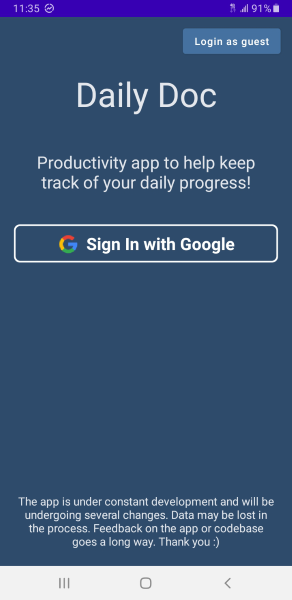 11:35
91%
Login as guest
Daily Doc
Productivity app to help keep
track of your daily progress!
Sign In with Google
The app is under constant development and will be
undergoing several changes. Data may be lost in
the process. Feedback on the app or codebase
goes a long way. Thank you :)